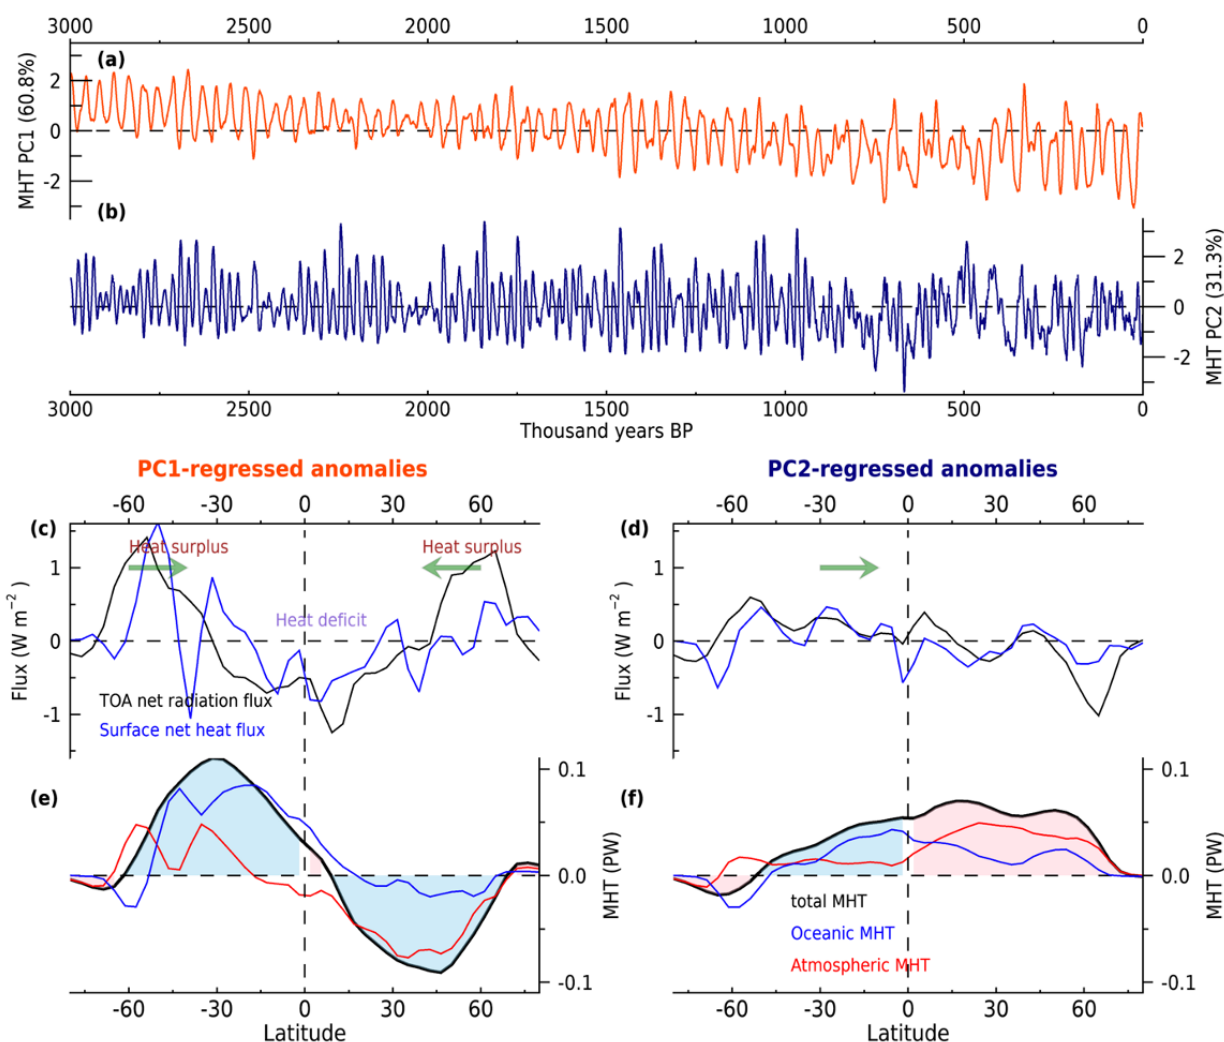 3000 2500 2000 1500 1000 500 0
(a)
MHT PC1 (60.8%)
2
0
-2
(b)
MHT PC2 (31.3%)
2
0
-2
3000 2500 2000 1500 1000 500 0
Thousand years BP
PC1-regressed anomalies
PC2-regressed anomalies
-60 -30 0 30 60
-60 -30 0 30 60
(c)
Heat surplus
Heat surplus
Heat deficit
Flux (W m⁻²)
1
0
-1
TOA net radiation flux
Surface net heat flux
(d)
Flux (W m⁻² )
1
0
-1
(e)
0.1
0.0
-0.1
MHT (PW)
-60 -30 0 30 60
Latitude
(f)
total MHT
Oceanic MHT
Atmospheric MHT
0.1
0.0
-0.1
MHT (PW)
-60 -30 0 30 60
Latitude